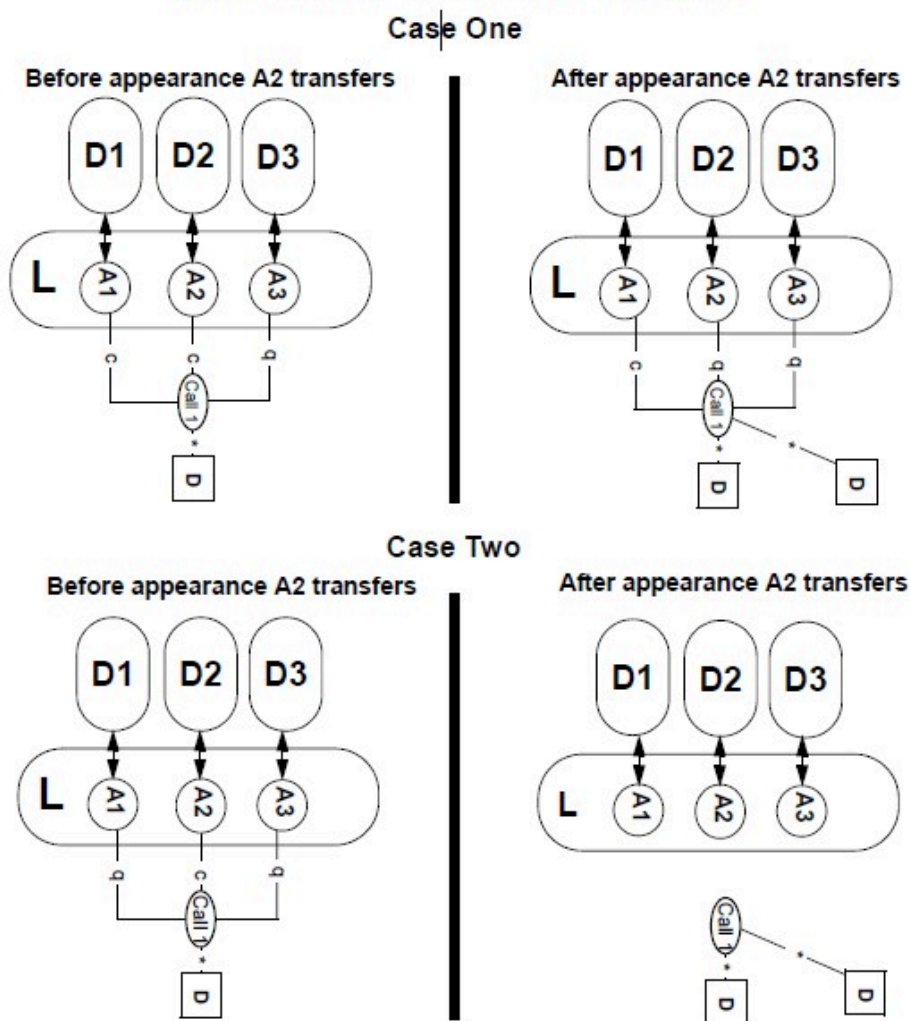 Case One
Before appearance A2 transfers
After appearance A2 transfers
D1 D2 D3
D1 D2 D3
L A1 A2 A3
L A1 A2 A3
c c q
c q q
Call 1
Call 1
*
* *
D
D D
Case Two
Before appearance A2 transfers
After appearance A2 transfers
D1 D2 D3
D1 D2 D3
L A1 A2 A3
L A1 A2 A3
q c q
Call 1
Call 1
*
* *
D
D D